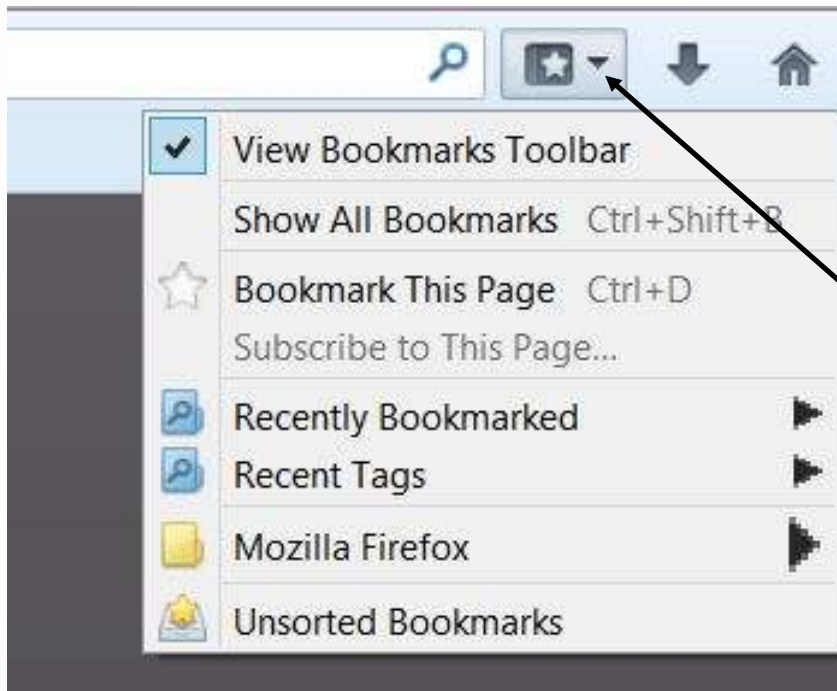 View Bookmarks Toolbar
Show All Bookmarks Ctrl+Shift+B
Bookmark This Page Ctrl+D
Subscribe to This Page...
Recently Bookmarked
Recent Tags
Mozilla Firefox
Unsorted Bookmarks